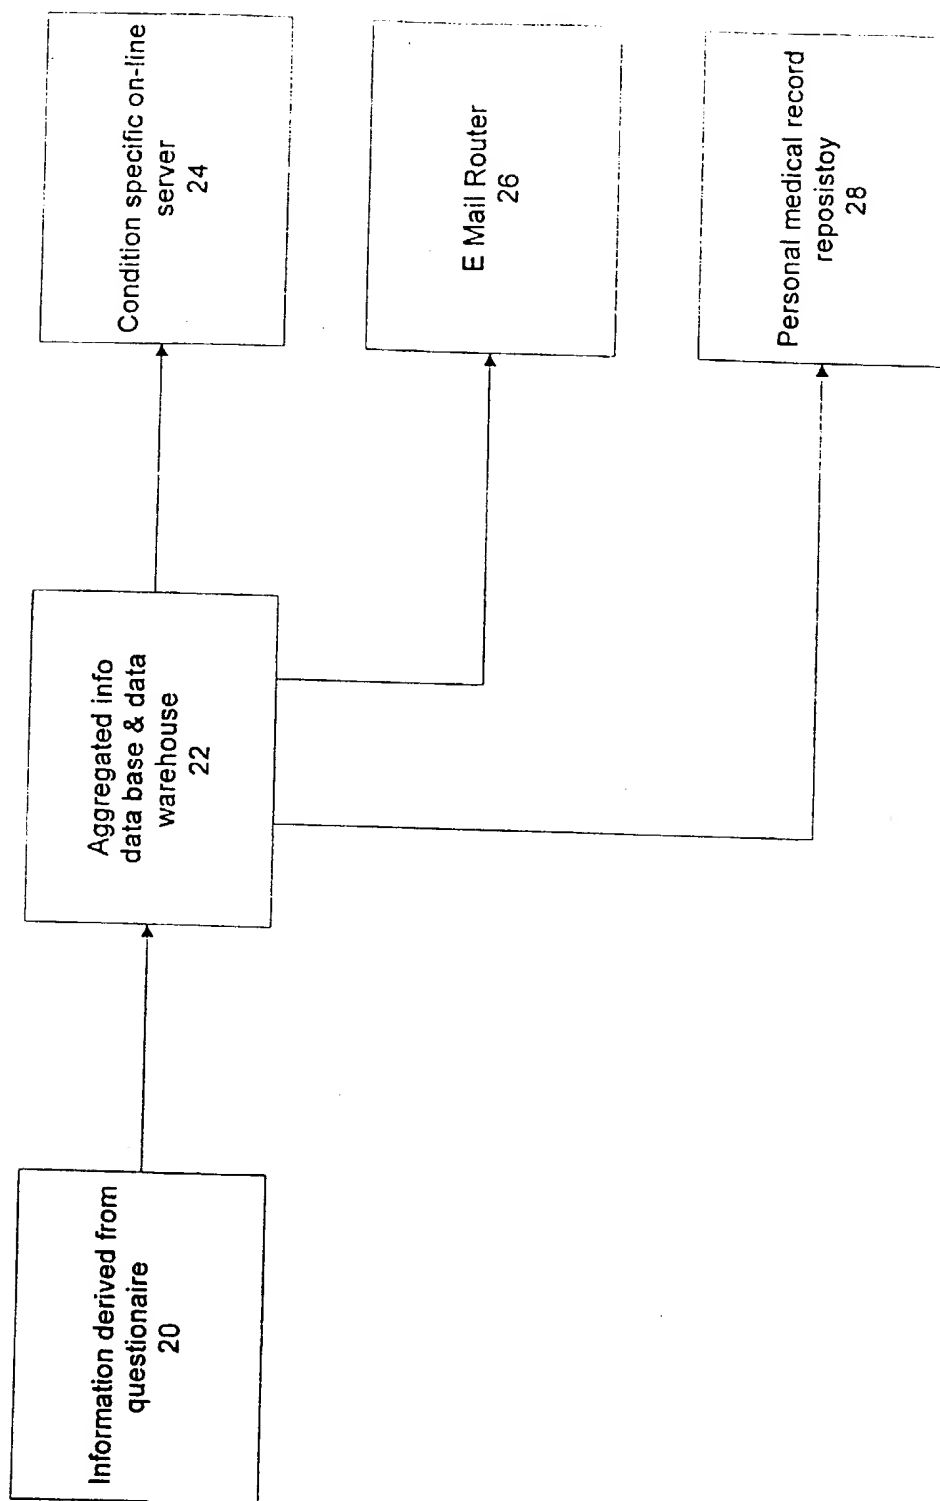 Information derived from
questionaire
20
Aggregated info
data base & data
warehouse
22
Condition specific on-line
server
24
E Mail Router
26
Personal medical record
reposistoy
28